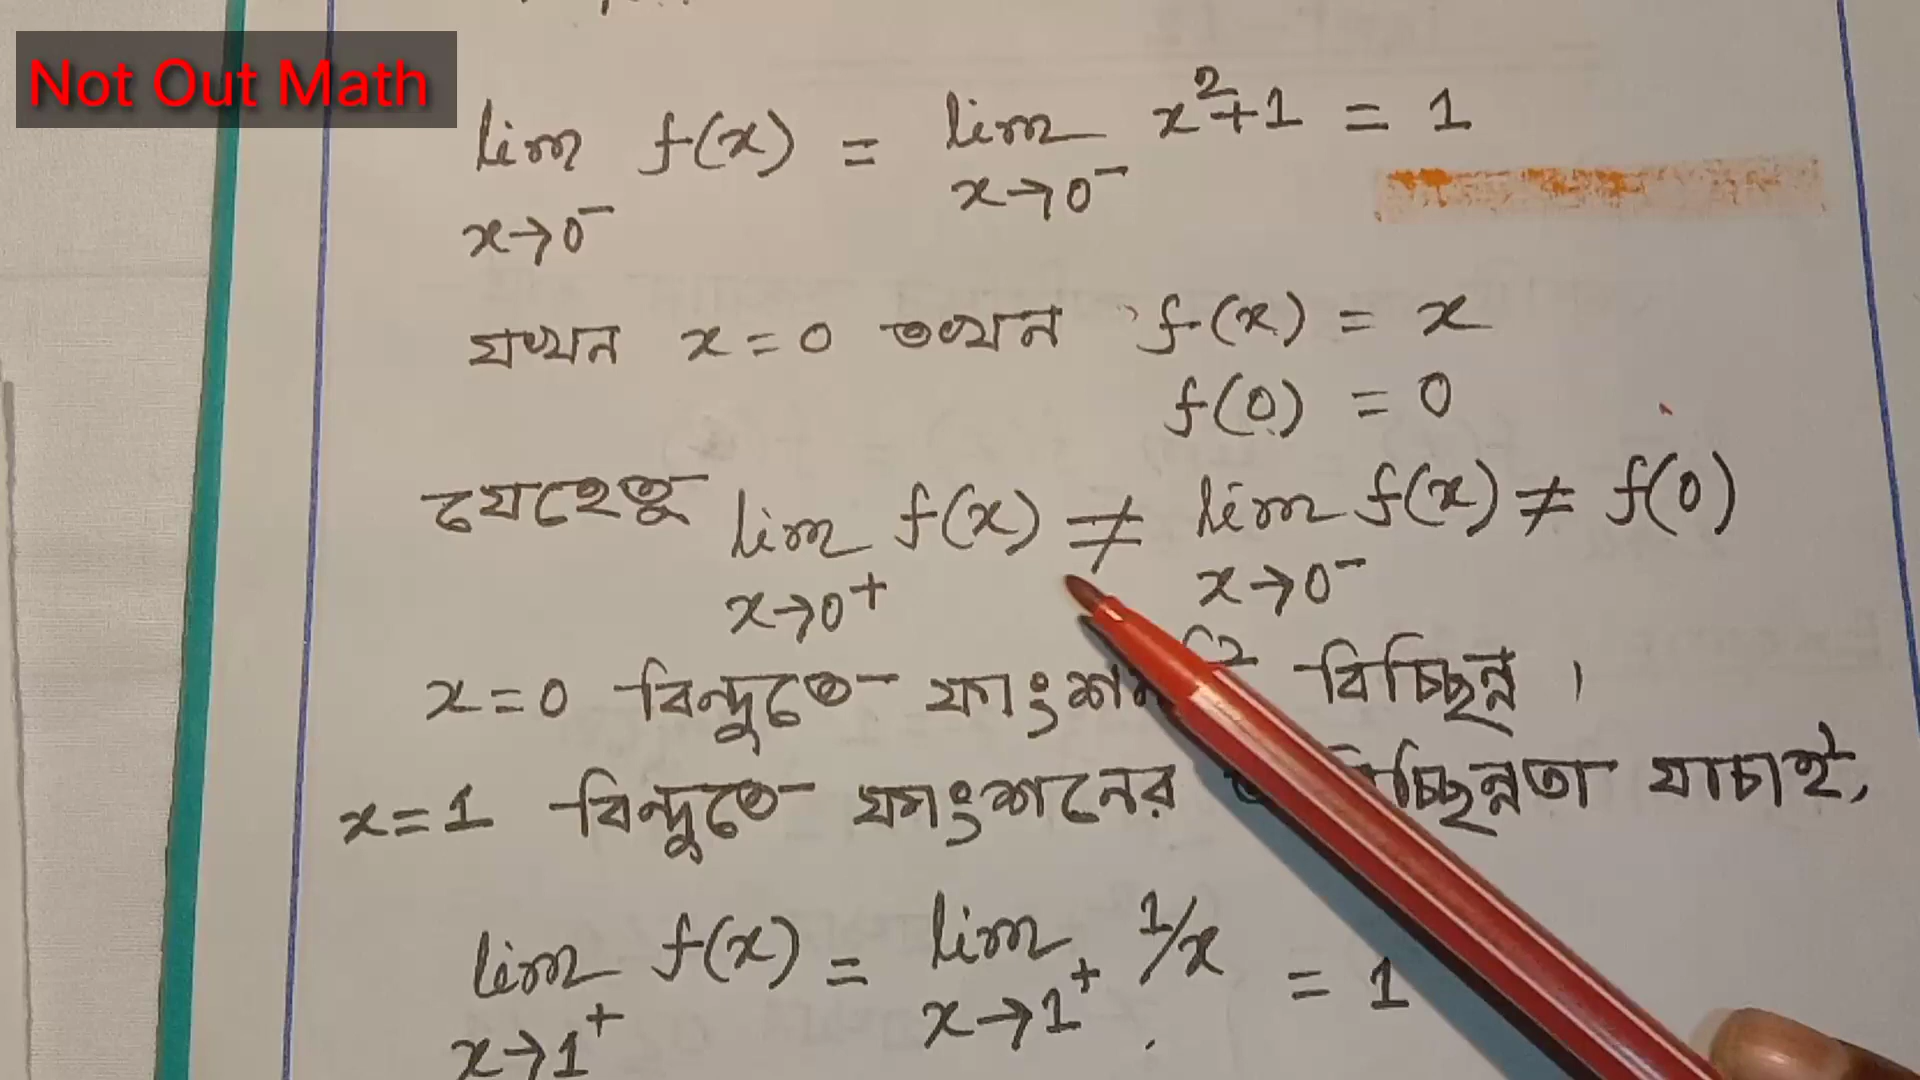 Not Out Math
lim f(x) = lim x²+1 = 1
x→0⁻ x→0⁻
যখন x=0 তখন f(x) = x
f(0) = 0
যেহেতু lim f(x) ≠ lim f(x) ≠ f(0)
x→0⁺ x→0⁻
x=0 বিন্দুতে বিচ্ছিন্ন ।
x=1 বিন্দুতে ফাংশনের যাচাই,
lim f(x) = lim 1/x = 1
x→1⁺ x→1⁺